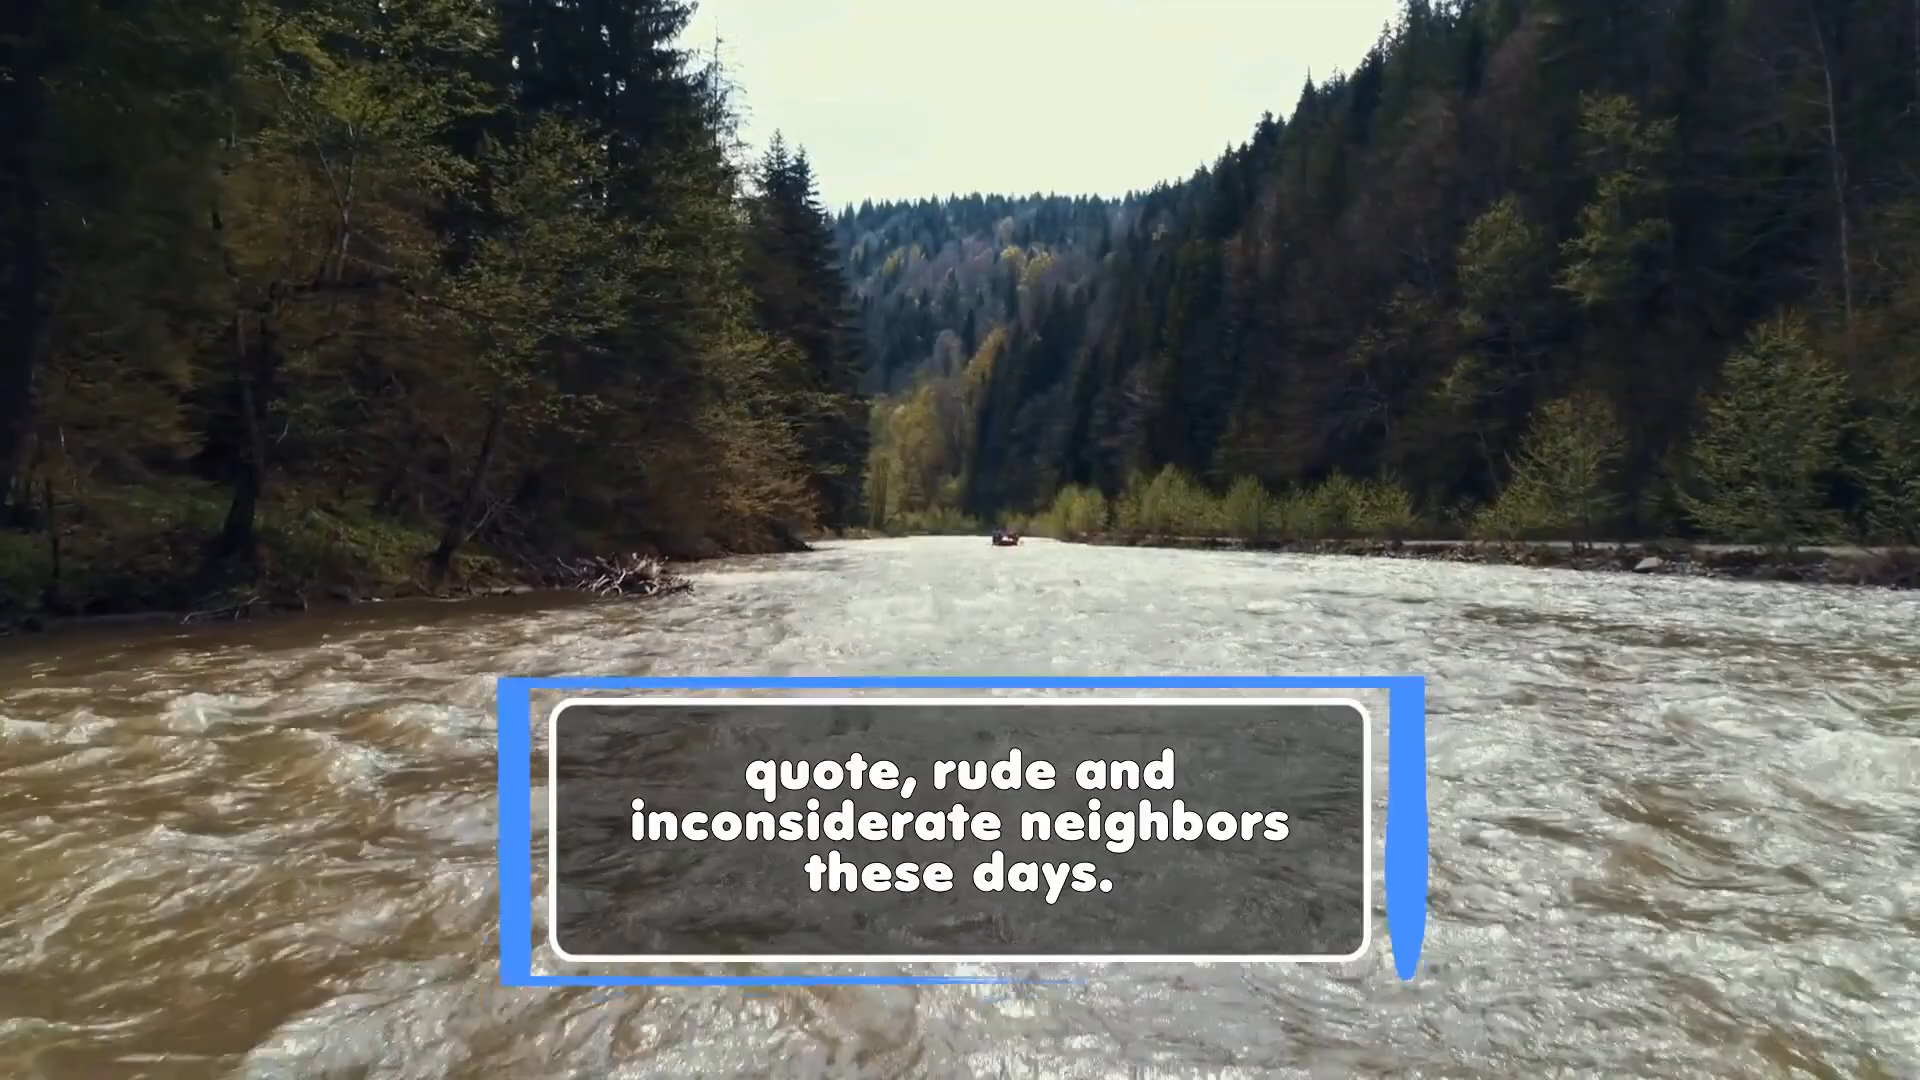 quote, rude and
inconsiderate neighbors
these days.